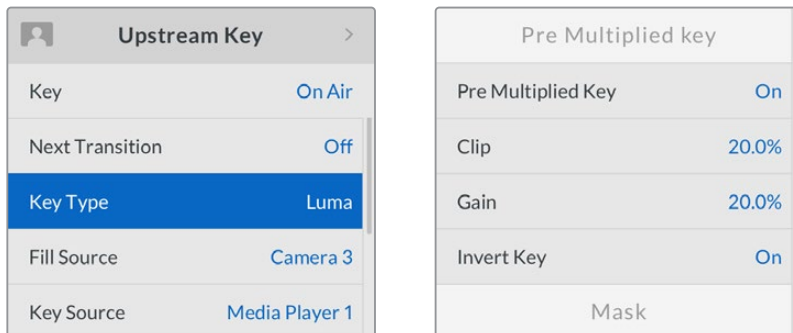 Upstream Key
Key On Air
Next Transition Off
Key Type Luma
Fill Source Camera 3
Key Source Media Player 1
Pre Multiplied key
Pre Multiplied Key On
Clip 20.0%
Gain 20.0%
Invert Key On
Mask